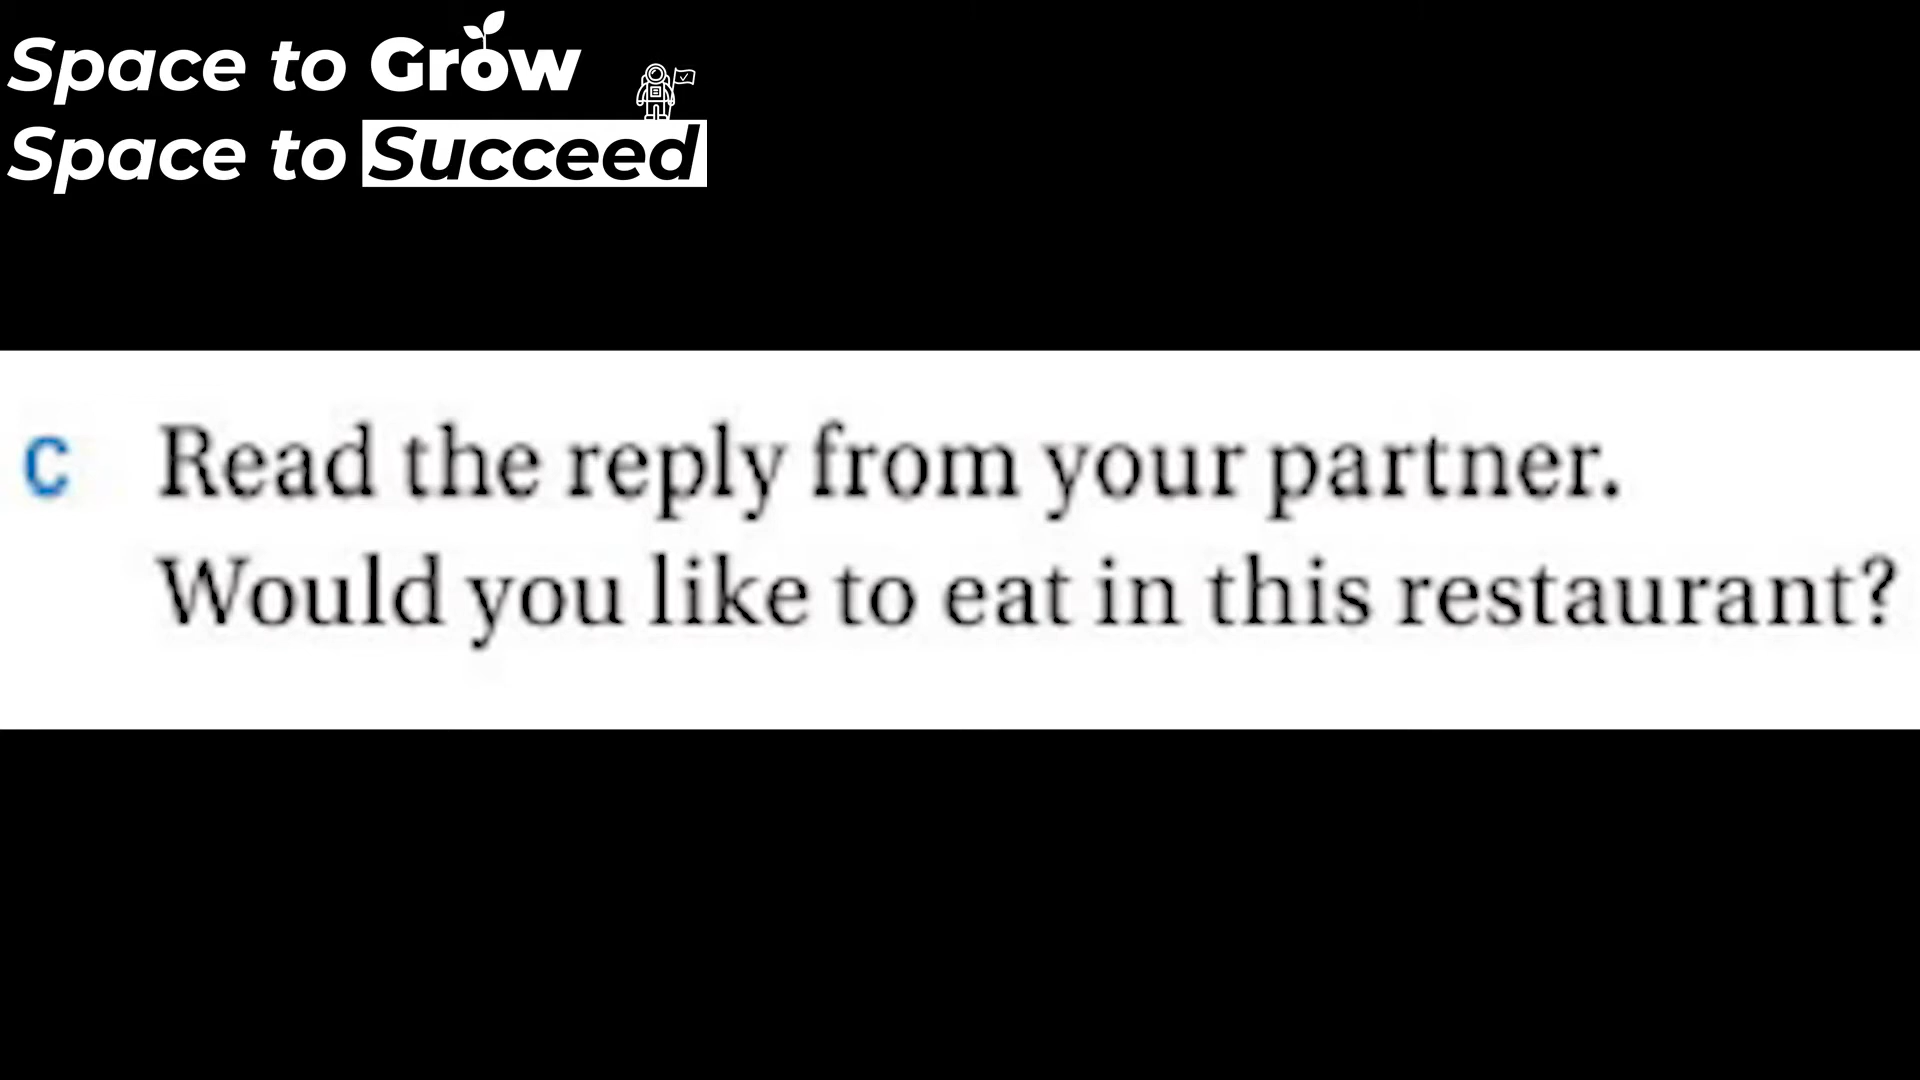 Space to Grow
Space to Succeed
C Read the reply from your partner.
Would you like to eat in this restaurant?